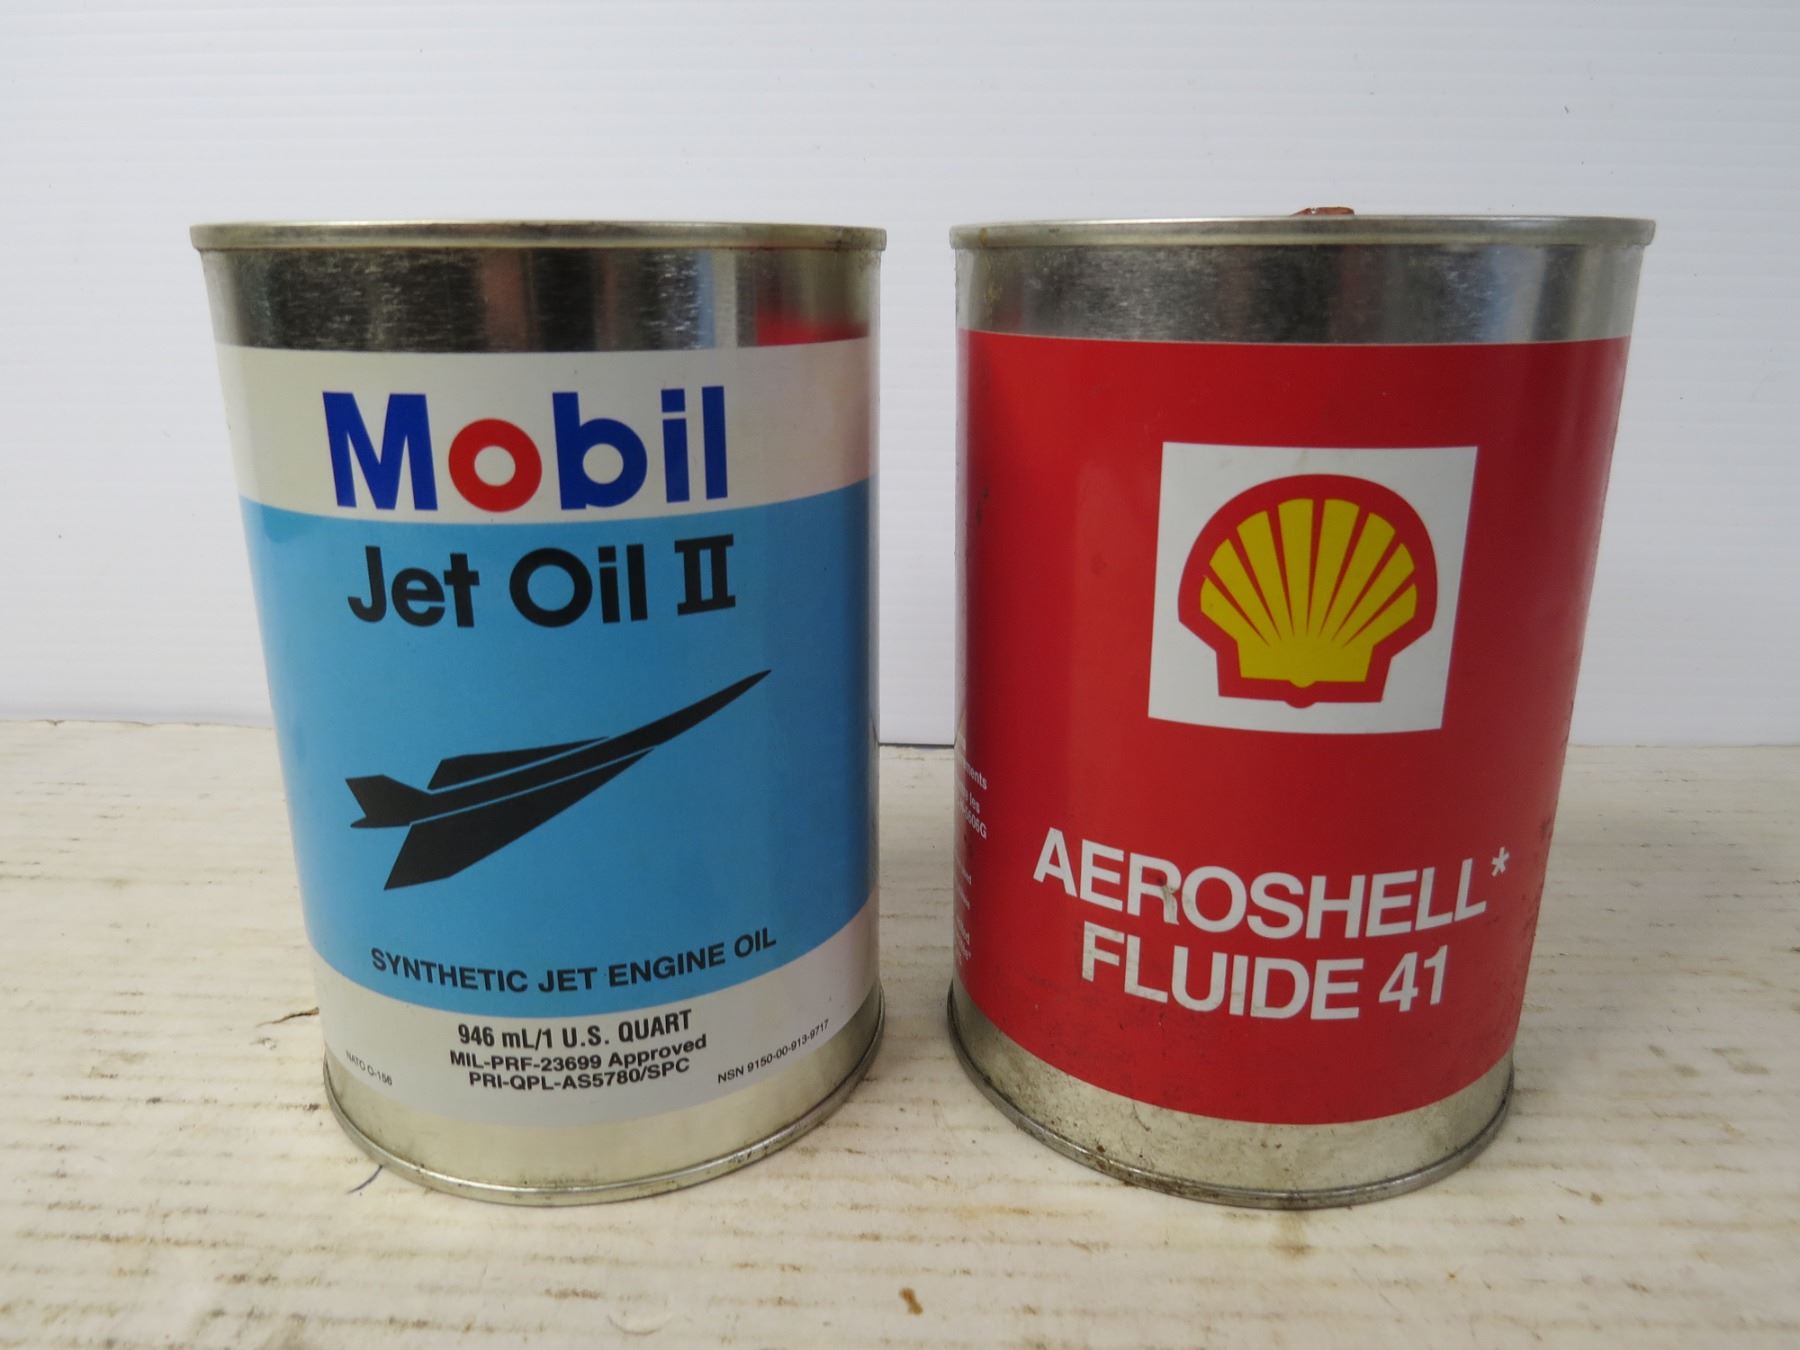 Mobil
Jet Oil II
SYNTHETIC JET ENGINE OIL
946 mL/1 U.S. QUART
MIL-PRF-23699 Approved
PRI-QPL-AS5780/SPC
NATO O-156
NSN 9150-00-913-9717
AEROSHELL*
FLUIDE 41
les